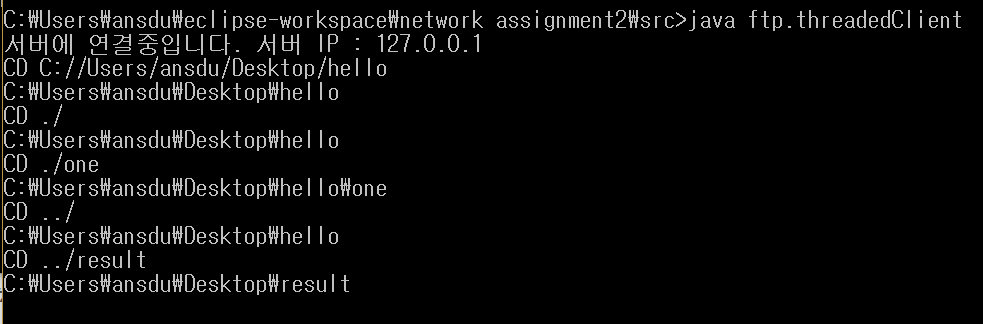 C:₩Users₩ansdu₩eclipse-workspace₩network assignment2₩src>java ftp.threadedClient
서버에 연결중입니다. 서버 IP : 127.0.0.1
CD C://Users/ansdu/Desktop/hello
C:₩Users₩ansdu₩Desktop₩hello
CD ./
C:₩Users₩ansdu₩Desktop₩hello
CD ./one
C:₩Users₩ansdu₩Desktop₩hello₩one
CD ../
C:₩Users₩ansdu₩Desktop₩hello
CD ../result
C:₩Users₩ansdu₩Desktop₩result